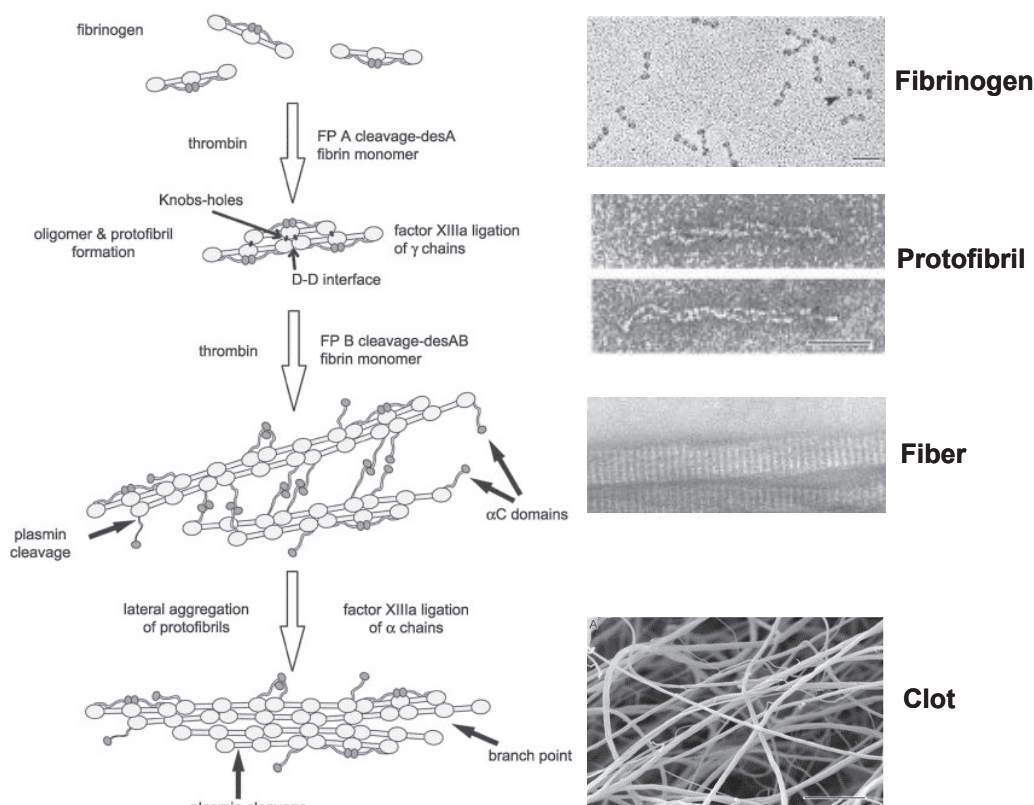 fibrinogen
Fibrinogen
thrombin
FP A cleavage-desA
fibrin monomer
Knobs-holes
oligomer & protofibril
formation
factor XIIIa ligation
of γ chains
D-D interface
Protofibril
thrombin
FP B cleavage-desAB
fibrin monomer
Fiber
αC domains
plasmin
cleavage
lateral aggregation
of protofibrils
factor XIIIa ligation
of α chains
A
Clot
branch point